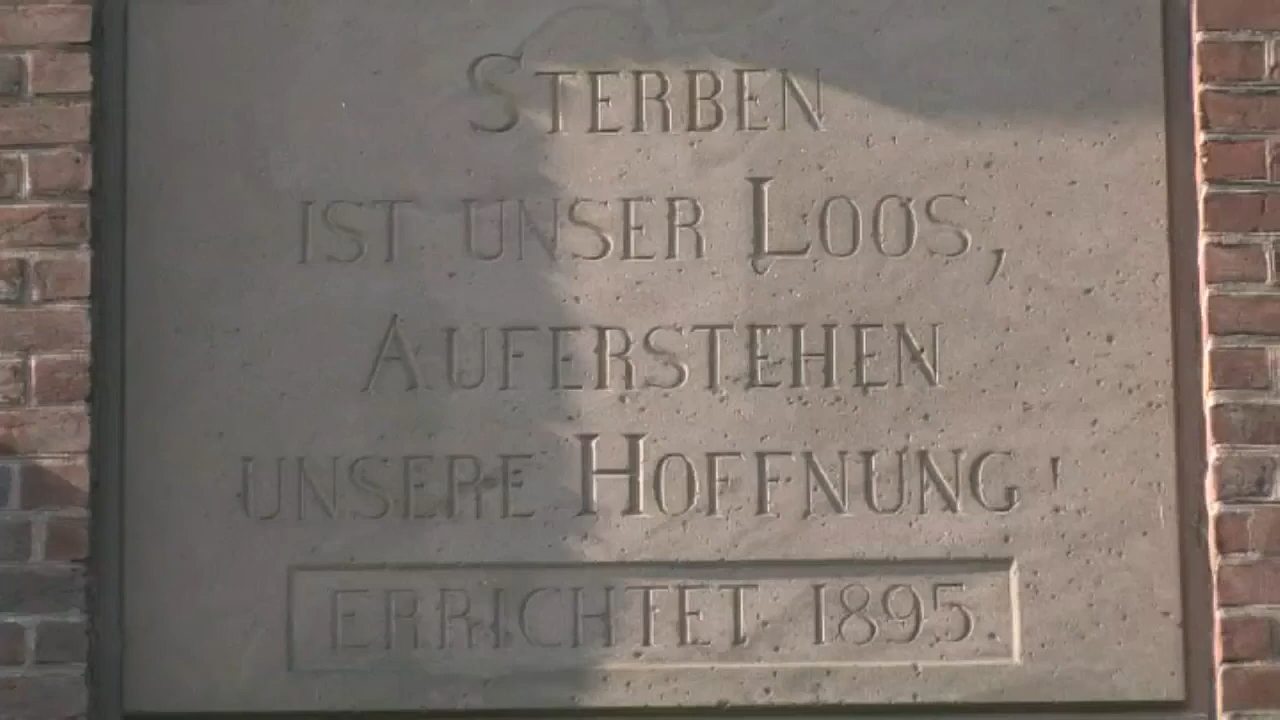 STERBEN
IST UNSER LOOS,
AUFERSTEHEN
UNSERE HOFFNUNG!
ERRICHTET 1895.